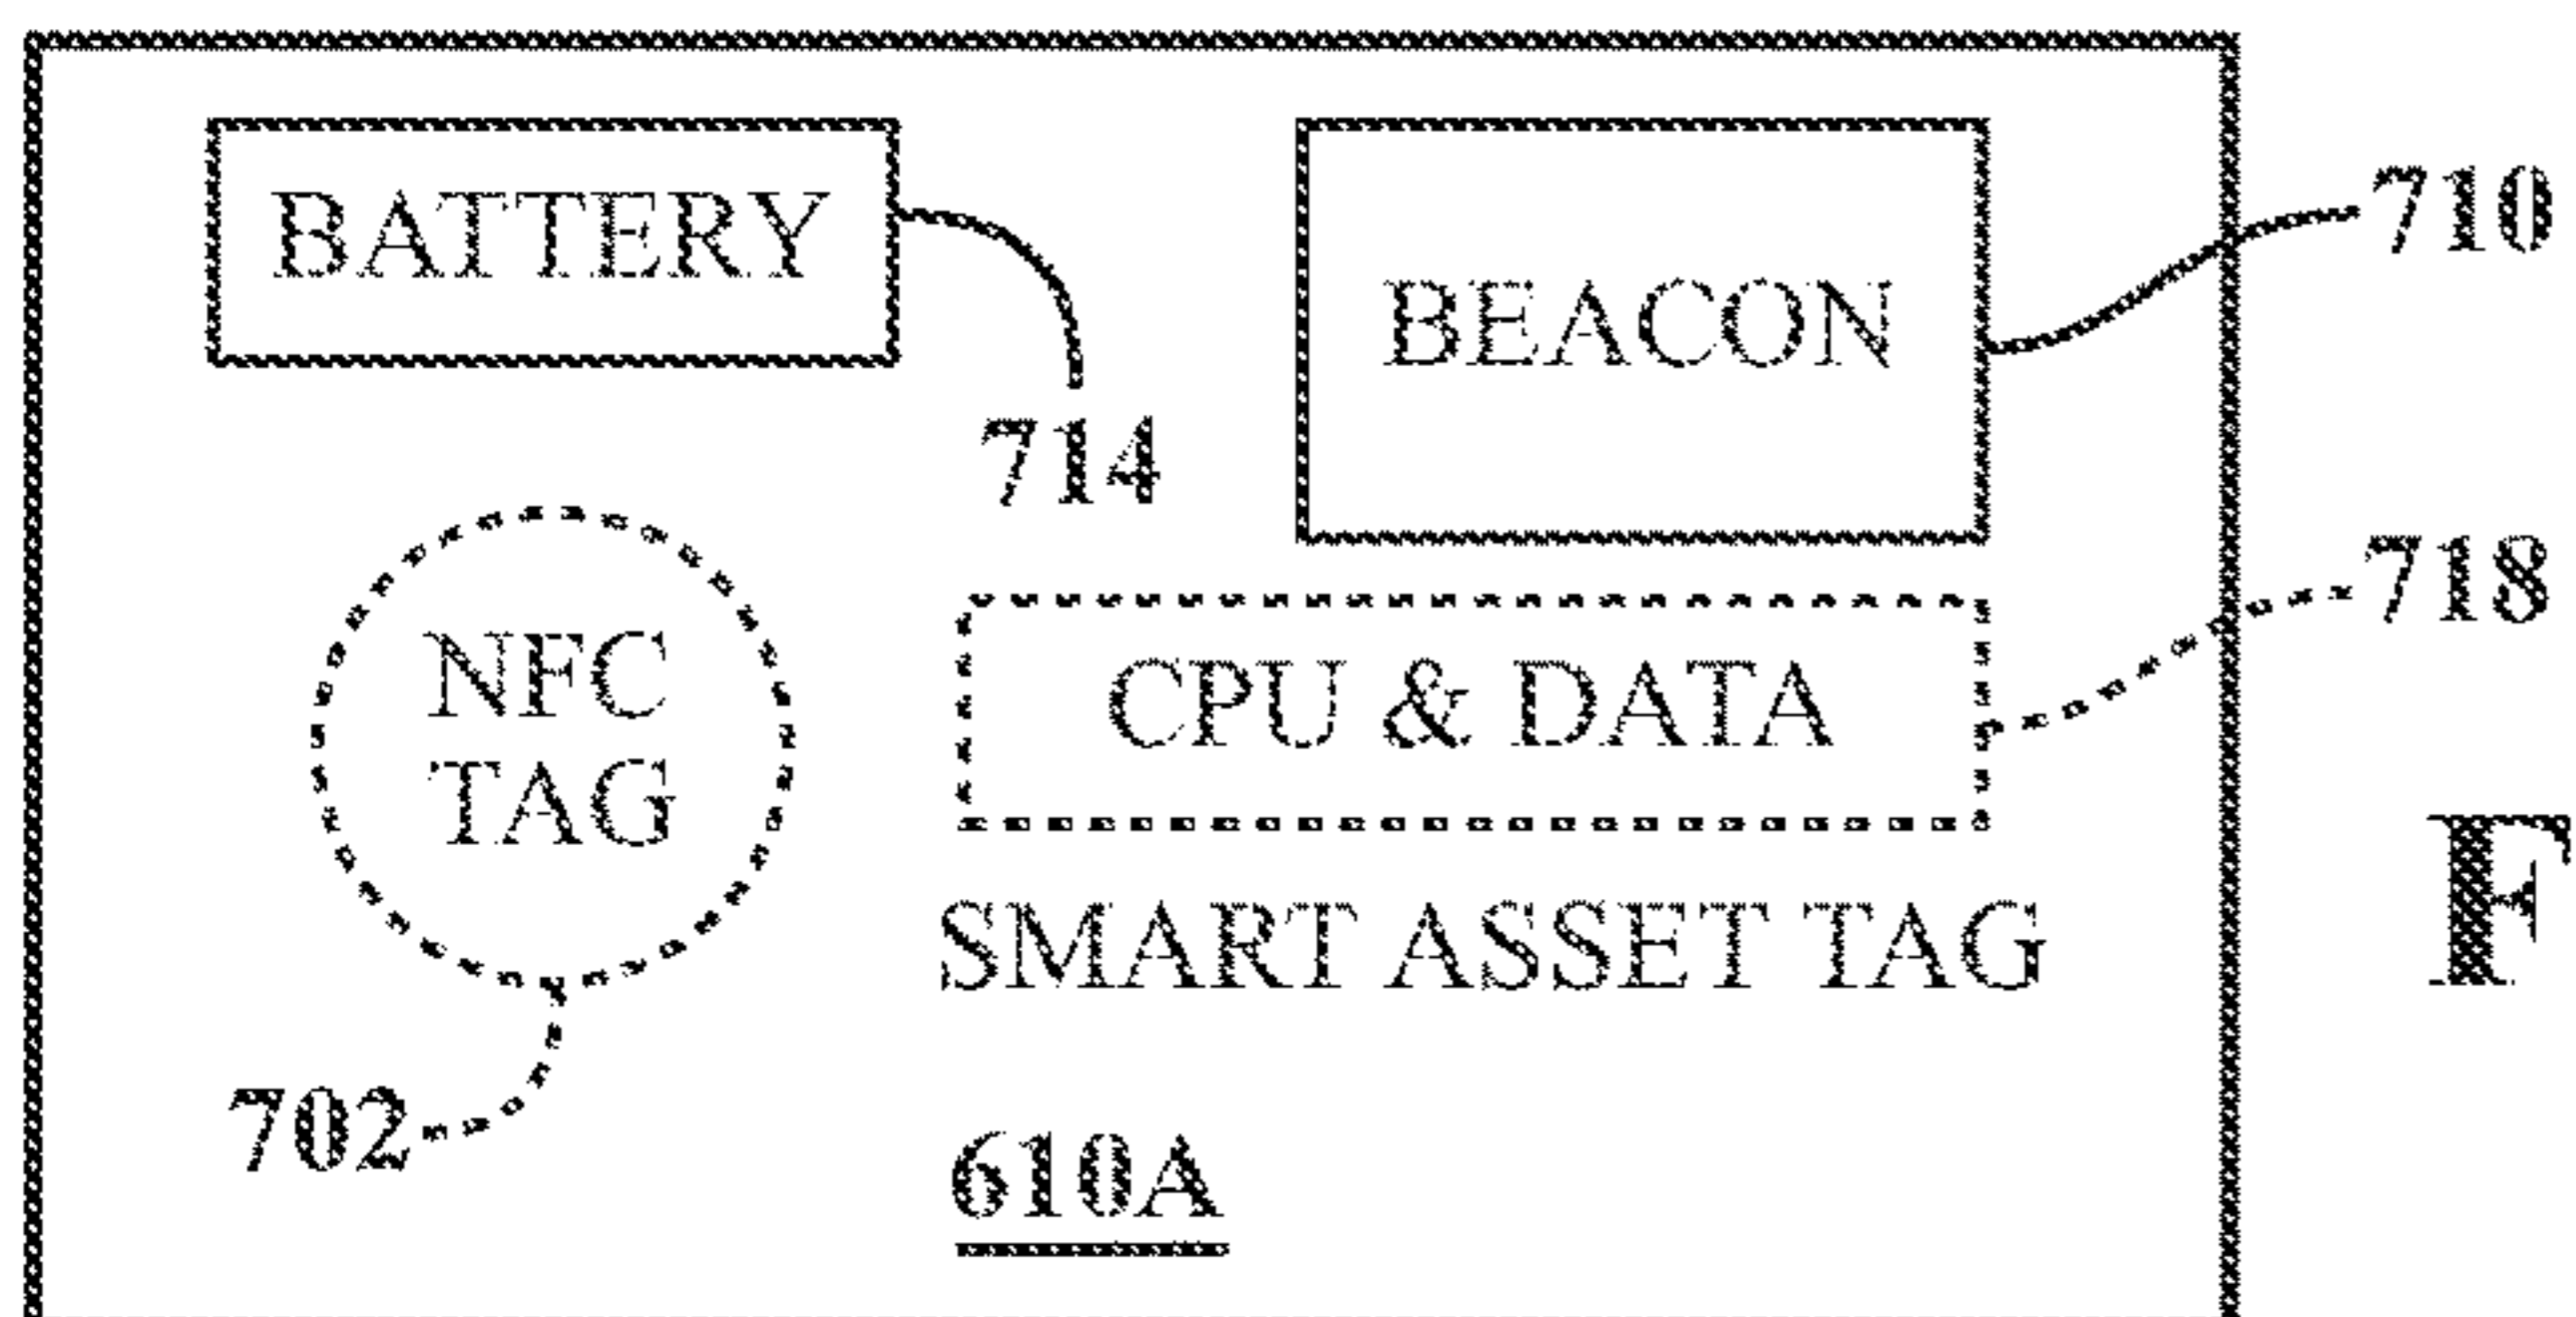 BATTERY
710
BEACON
714
718
NFC
TAG
CPU & DATA
F
SMART ASSET TAG
702
610A